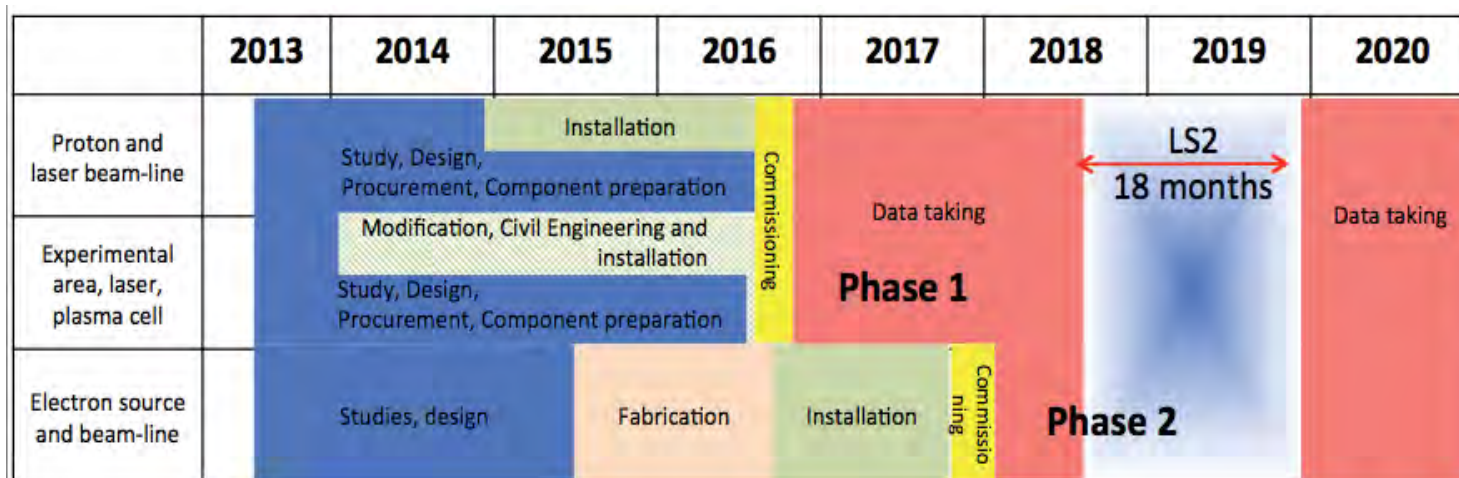 2013 2014 2015 2016 2017 2018 2019 2020
Proton and
laser beam-line
Installation
Study, Design,
Procurement, Component preparation
Commissioning
Data taking
LS2
18 months
Data taking
Experimental
area, laser,
plasma cell
Modification, Civil Engineering and
installation
Study, Design,
Procurement, Component preparation
Phase 1
Electron source
and beam-line
Studies, design
Fabrication
Installation
Commissio
ning
Phase 2